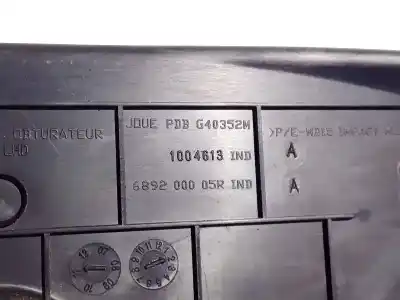 OBTURATEUR
LHD
JOUE PDB G40352M
1004613 IND
6892 000 05R IND
>P/E-
A
A